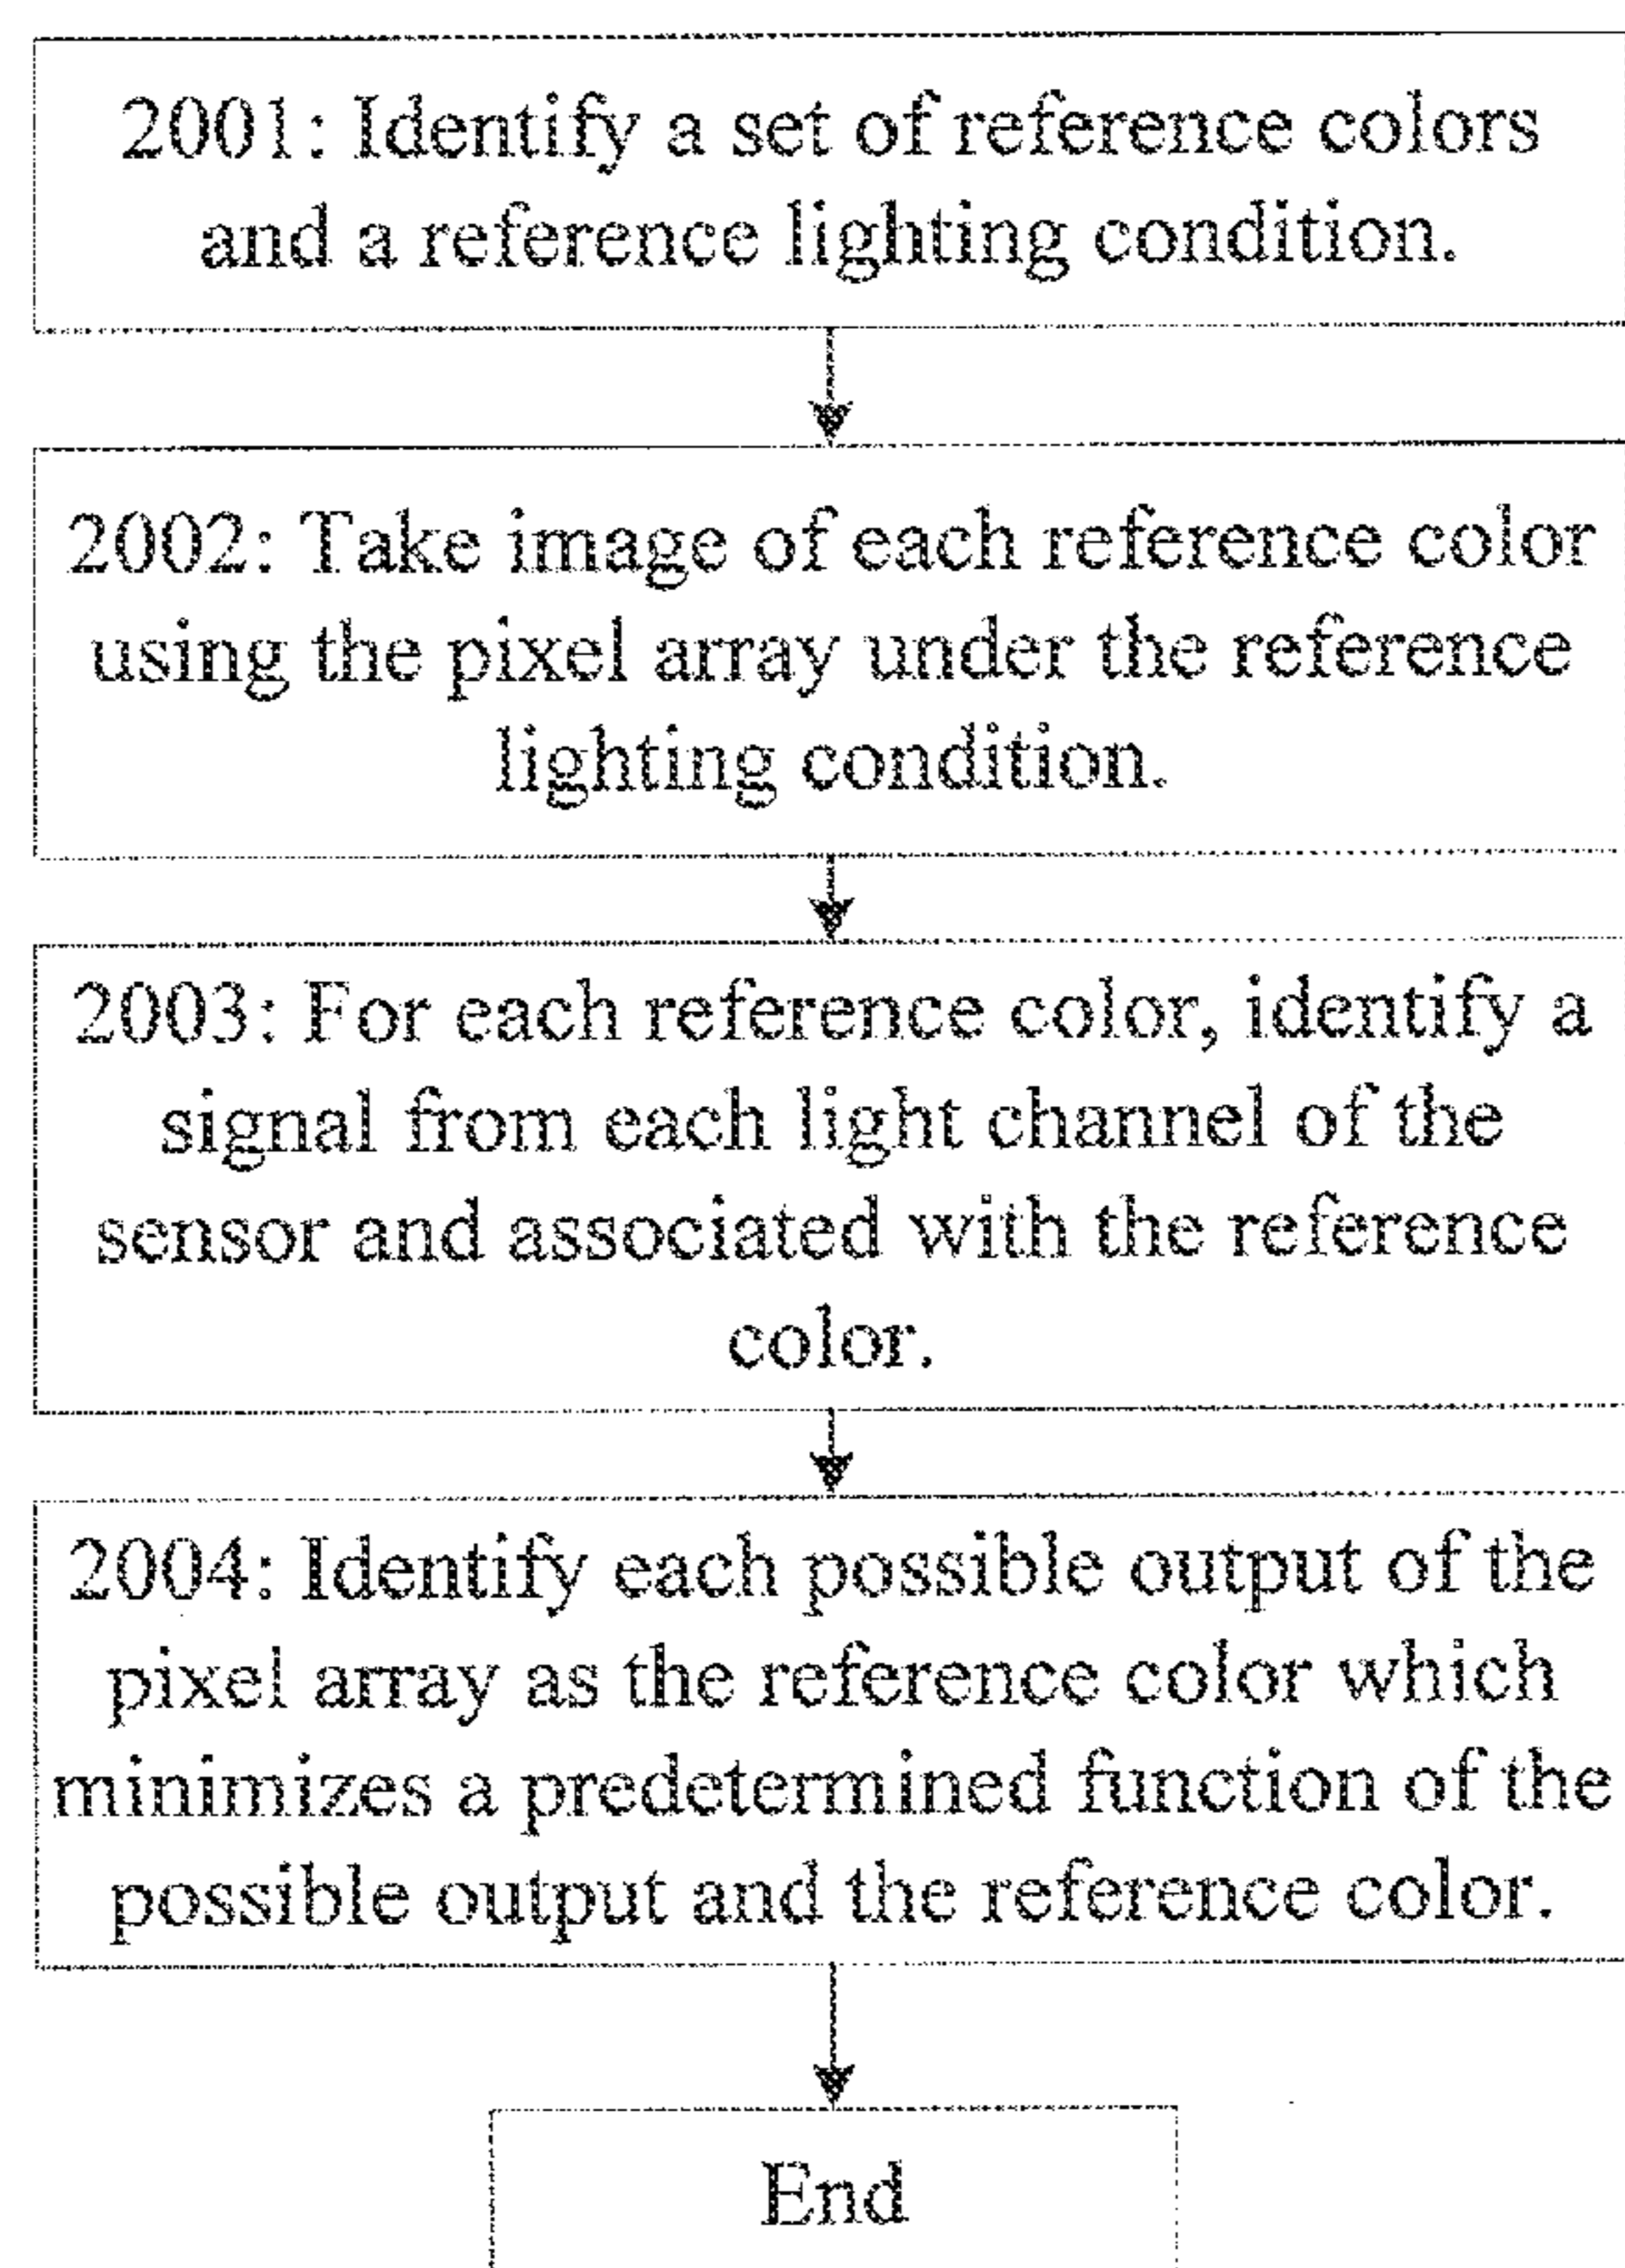 2001: Identify a set of reference colors
and a reference lighting condition.
2002: Take image of each reference color
using the pixel array under the reference
lighting condition.
2003: For each reference color, identify a
signal from each light channel of the
sensor and associated with the reference
color.
2004: Identify each possible output of the
pixel array as the reference color which
minimizes a predetermined function of the
possible output and the reference color.
End